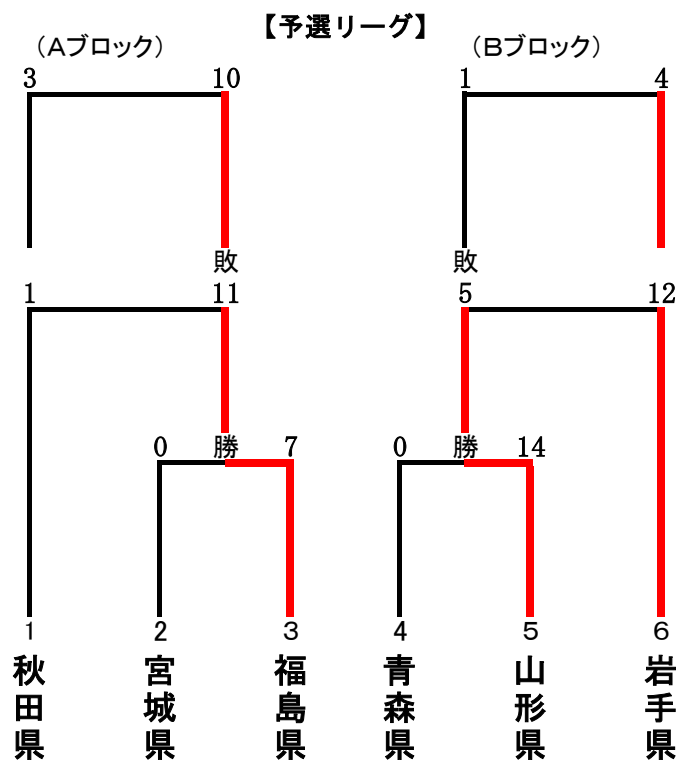 【予選リーグ】
（Aブロック） （Bブロック）
3 10 1 4
敗 敗
1 11 5 12
0 勝 7 0 勝 14
1 2 3 4 5 6
秋田県 宮城県 福島県 青森県 山形県 岩手県